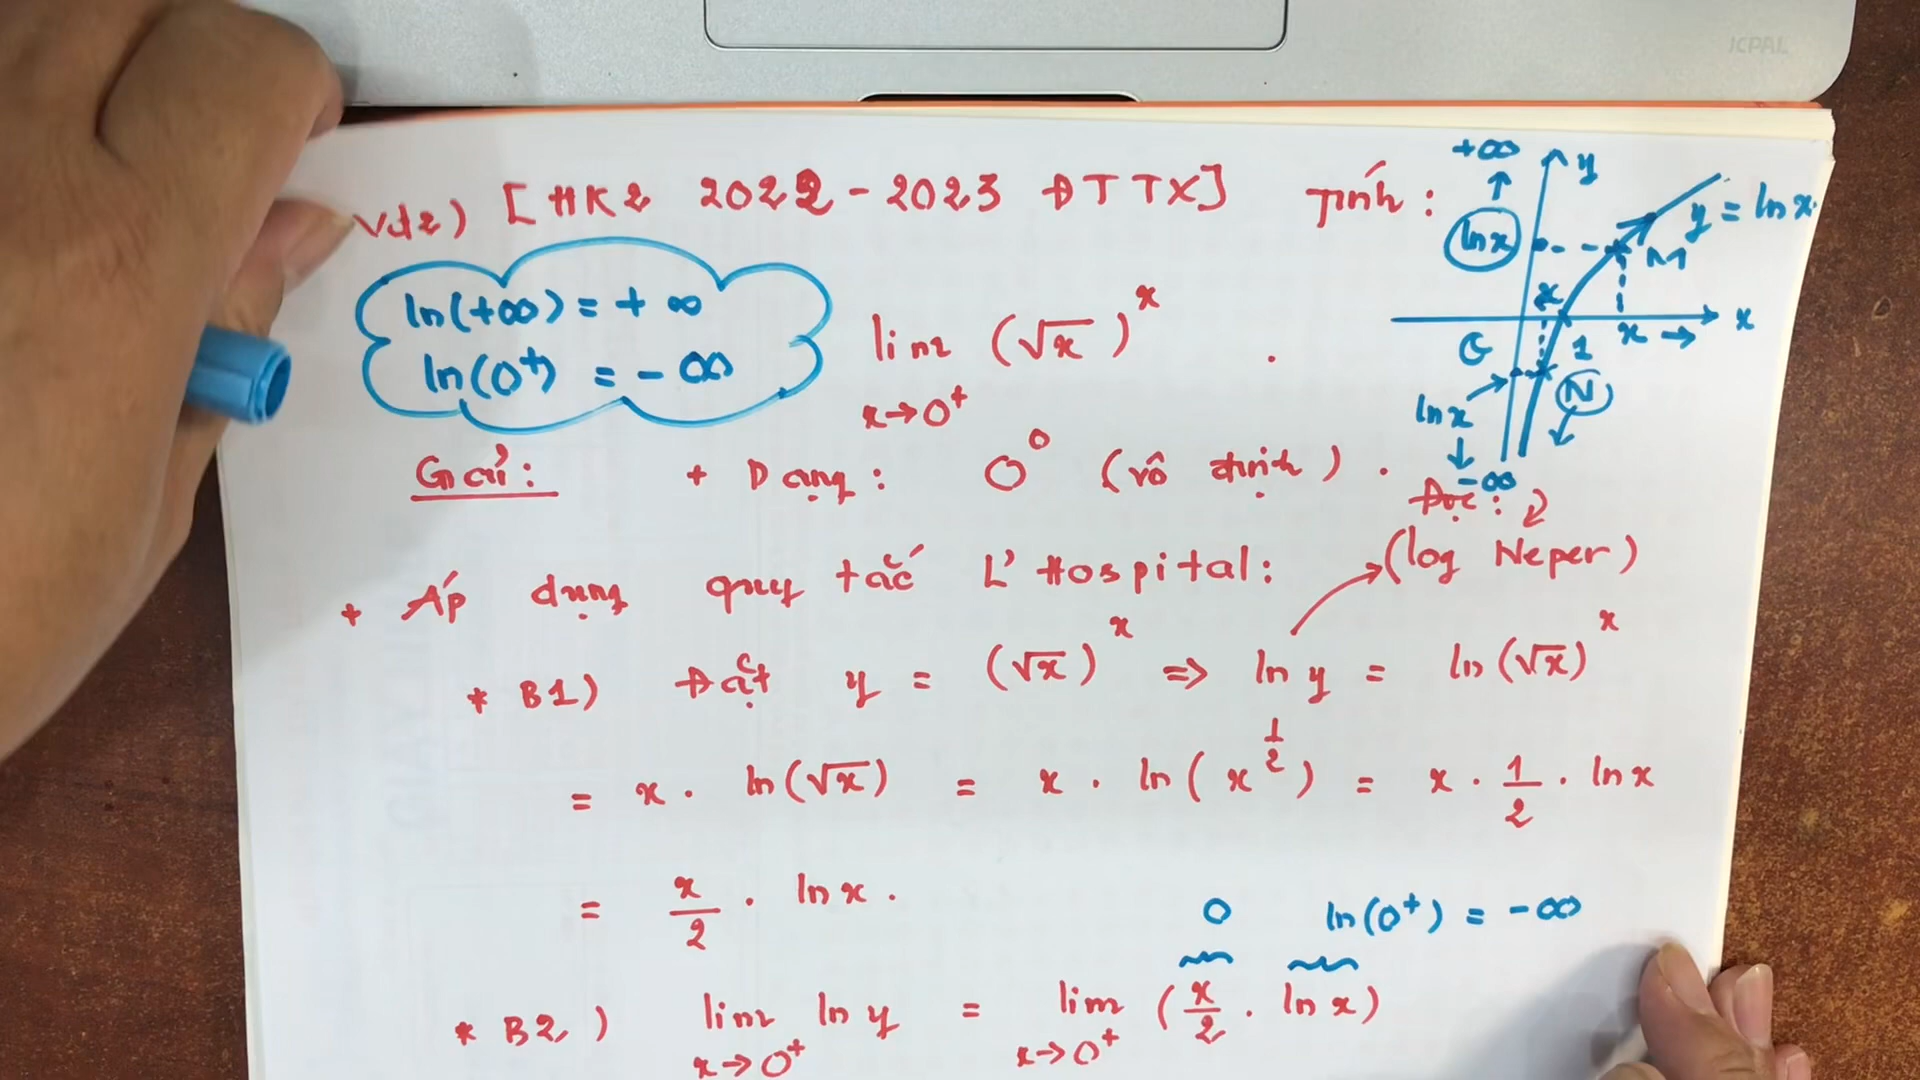 JCPAL
Vd2) [HK2 2022-2023 ĐTTX] Tính:
ln(+∞) = +∞
ln(0⁺) = -∞
lim (√x)ˣ .
x→0⁺
+∞
↑
ln x
y
y = ln x
M
x
x
O
1
x →
N
ln x
↓
-∞
Giải: + Dạng: 0⁰ (vô định).
Đọc:
(log Neper)
+ Áp dụng quy tắc L'Hospital:
* B1) Đặt y = (√x)ˣ => ln y = ln(√x)ˣ
= x . ln(√x) = x . ln(x^(1/2)) = x . 1/2 . ln x
= x/2 . ln x.
0 ln(0⁺) = -∞
* B2) lim ln y = lim (x/2 . ln x)
x→0⁺ x→0⁺